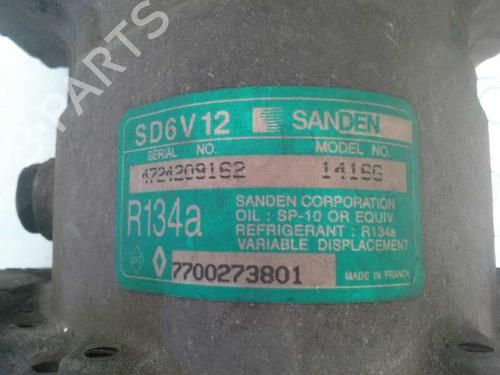 SD6V12 SANDEN
SERIAL NO. MODEL NO.
4724209162 1416G
R134a
SANDEN CORPORATION
OIL : SP-10 OR EQUIV.
REFRIGERANT : R134a
VARIABLE DISPLACEMENT
7700273801
MADE IN FRANCE
PARTS